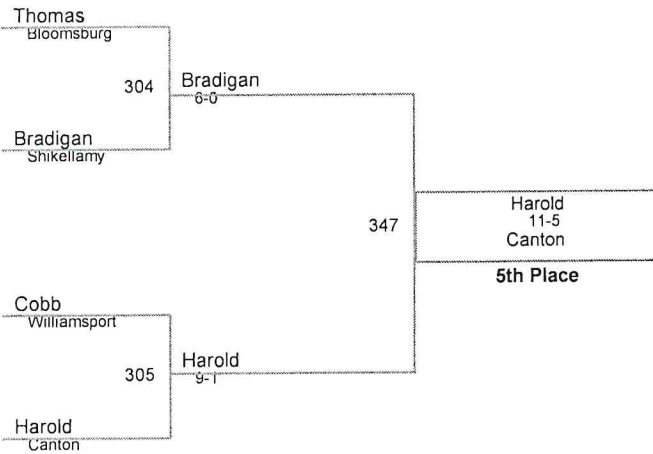 Thomas
Bloomsburg
304
Bradigan
6-0
Bradigan
Shikellamy
347
Harold
11-5
Canton
5th Place
Cobb
Williamsport
305
Harold
9-1
Harold
Canton